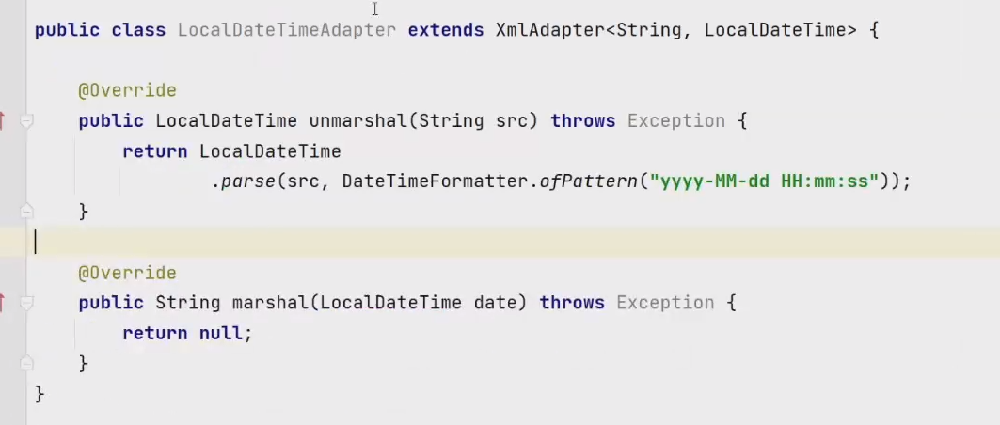 public class LocalDateTimeAdapter extends XmlAdapter<String, LocalDateTime> {
@Override
public LocalDateTime unmarshal(String src) throws Exception {
return LocalDateTime
.parse(src, DateTimeFormatter.ofPattern("yyyy-MM-dd HH:mm:ss"));
}
@Override
public String marshal(LocalDateTime date) throws Exception {
return null;
}
}